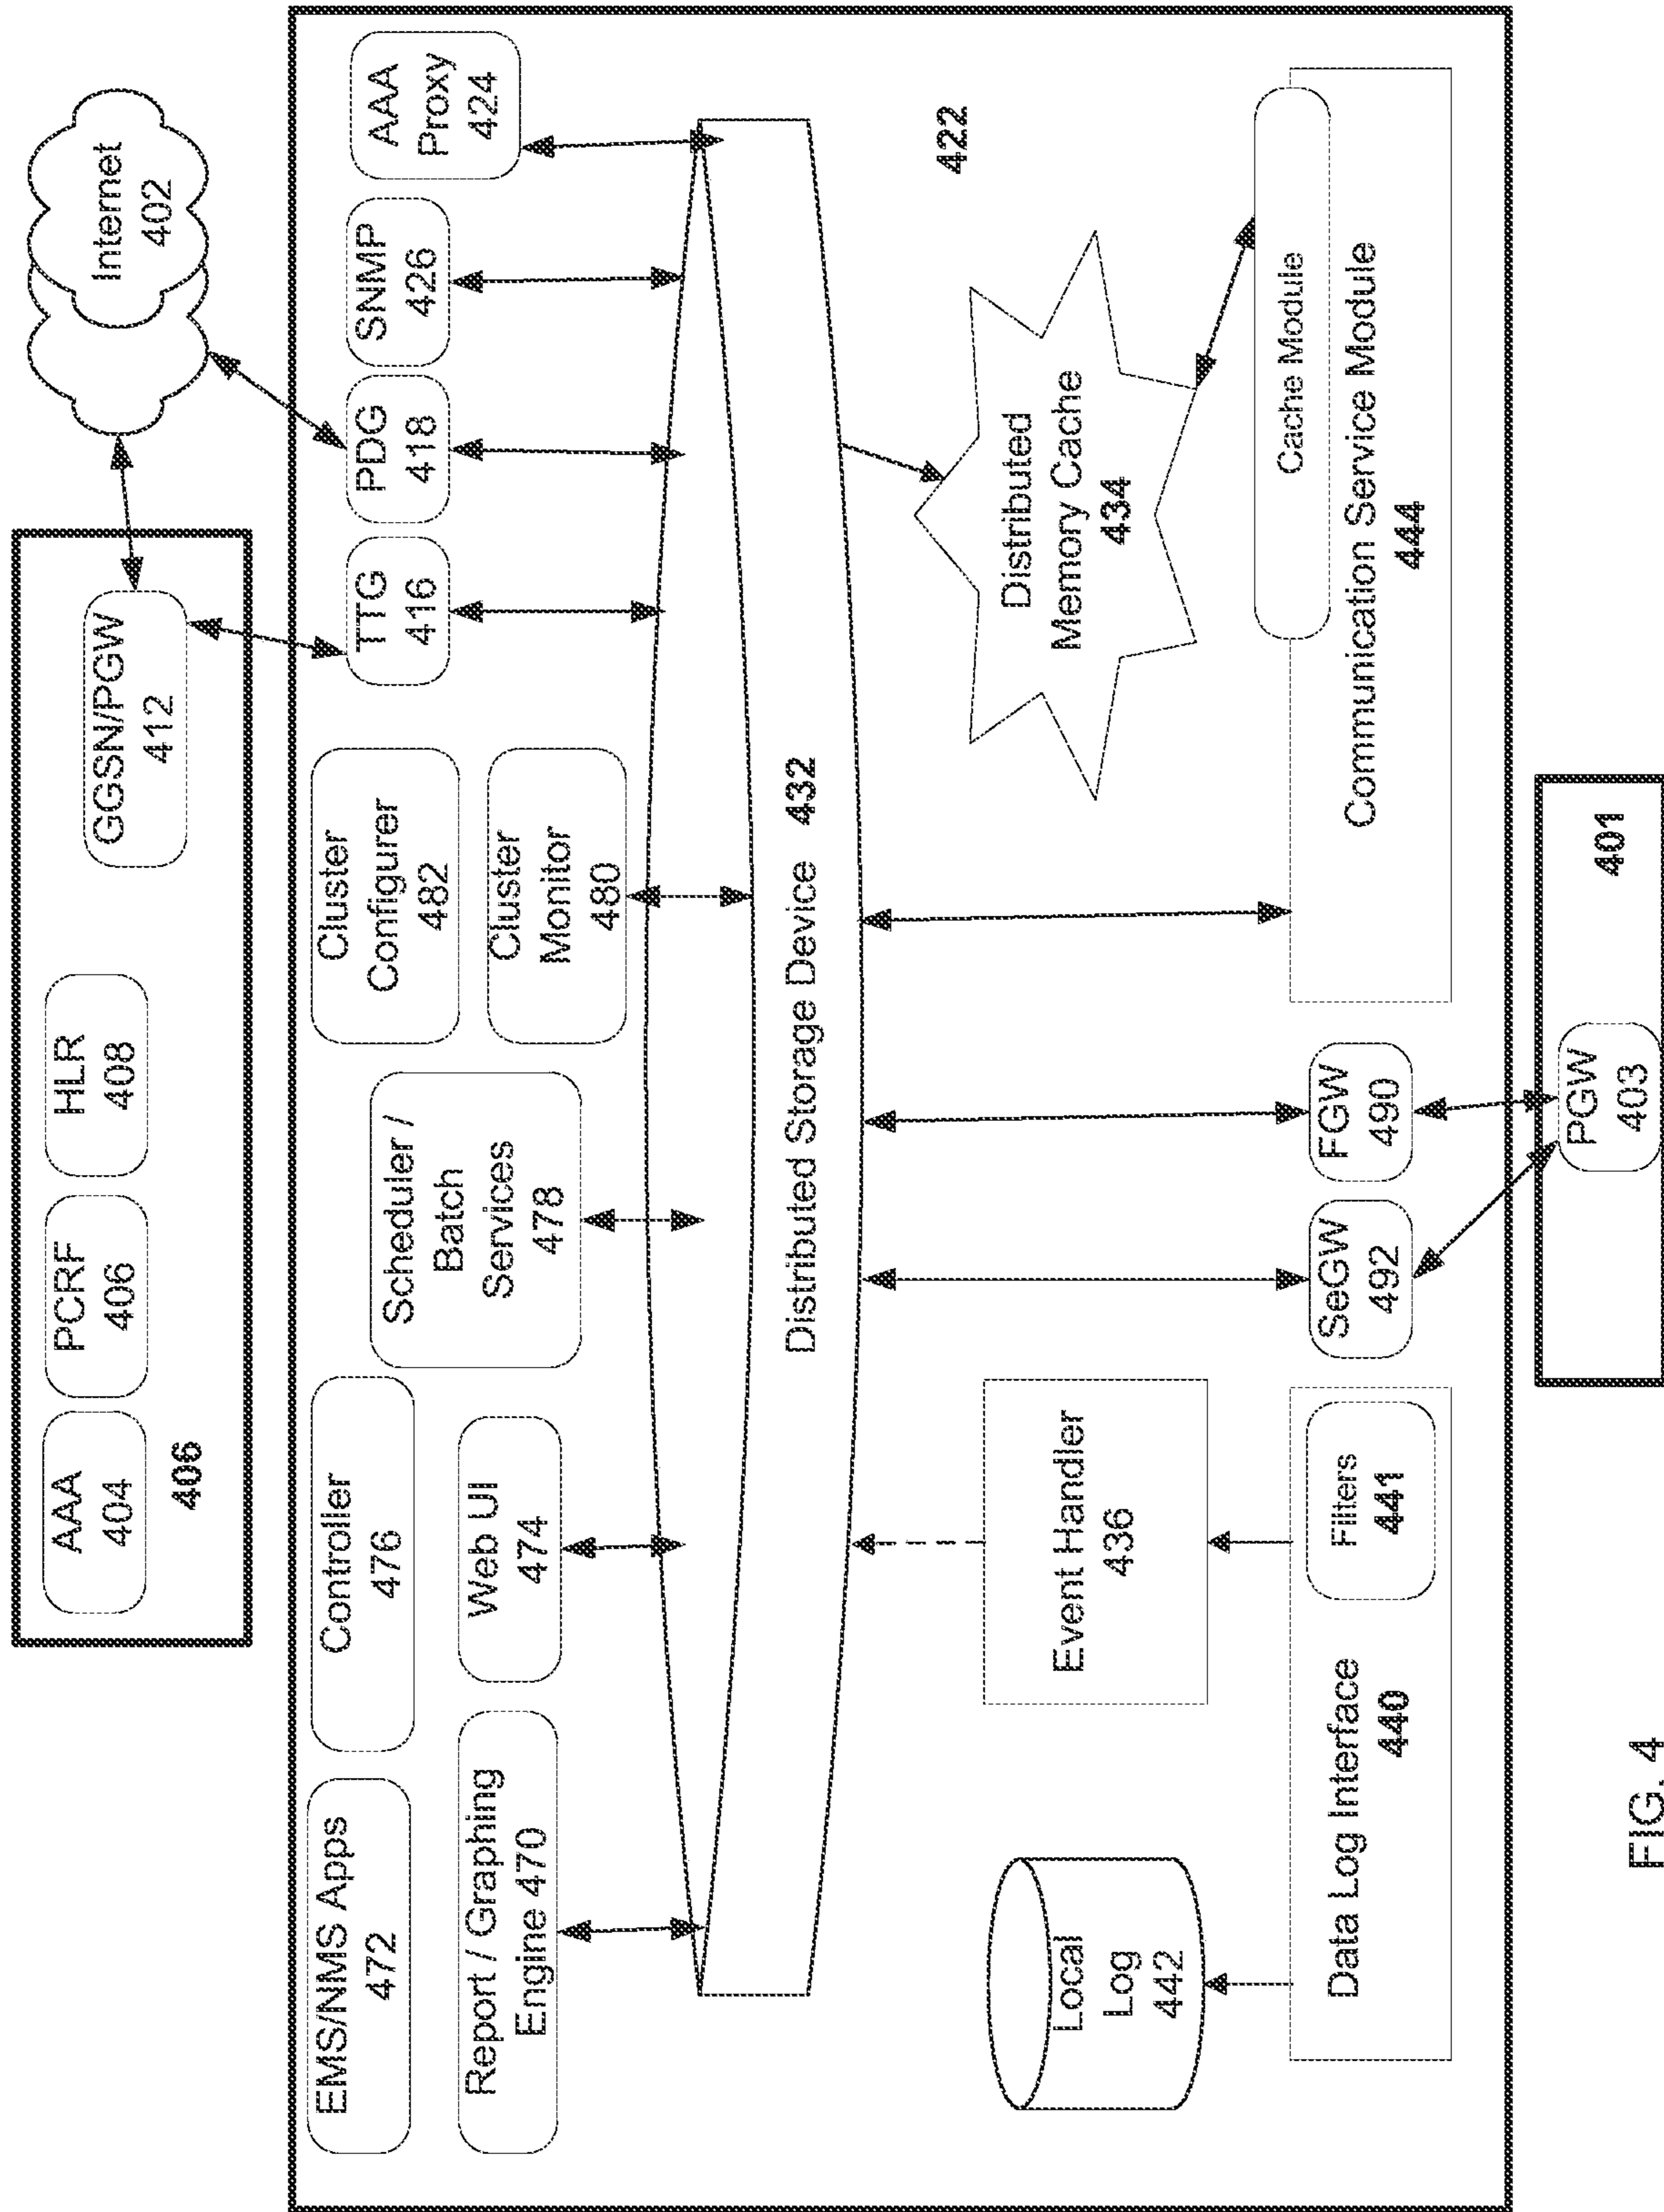 Internet
402
AAA
404
PCRF
406
HLR
408
GGSN/PGW
412
406
EMS/NMS Apps
472
Controller
476
Cluster
Configurer
482
TTG
416
PDG
418
SNMP
426
AAA
Proxy
424
Report / Graphing
Engine 470
Web UI
474
Scheduler /
Batch
Services
478
Cluster
Monitor
480
Distributed Storage Device 432
422
Local
Log
442
Event Handler
436
Distributed
Memory Cache
434
Data Log Interface
440
Filters
441
SeGW
492
FGW
490
Cache Module
Communication Service Module
444
PGW
403
401
FIG. 4